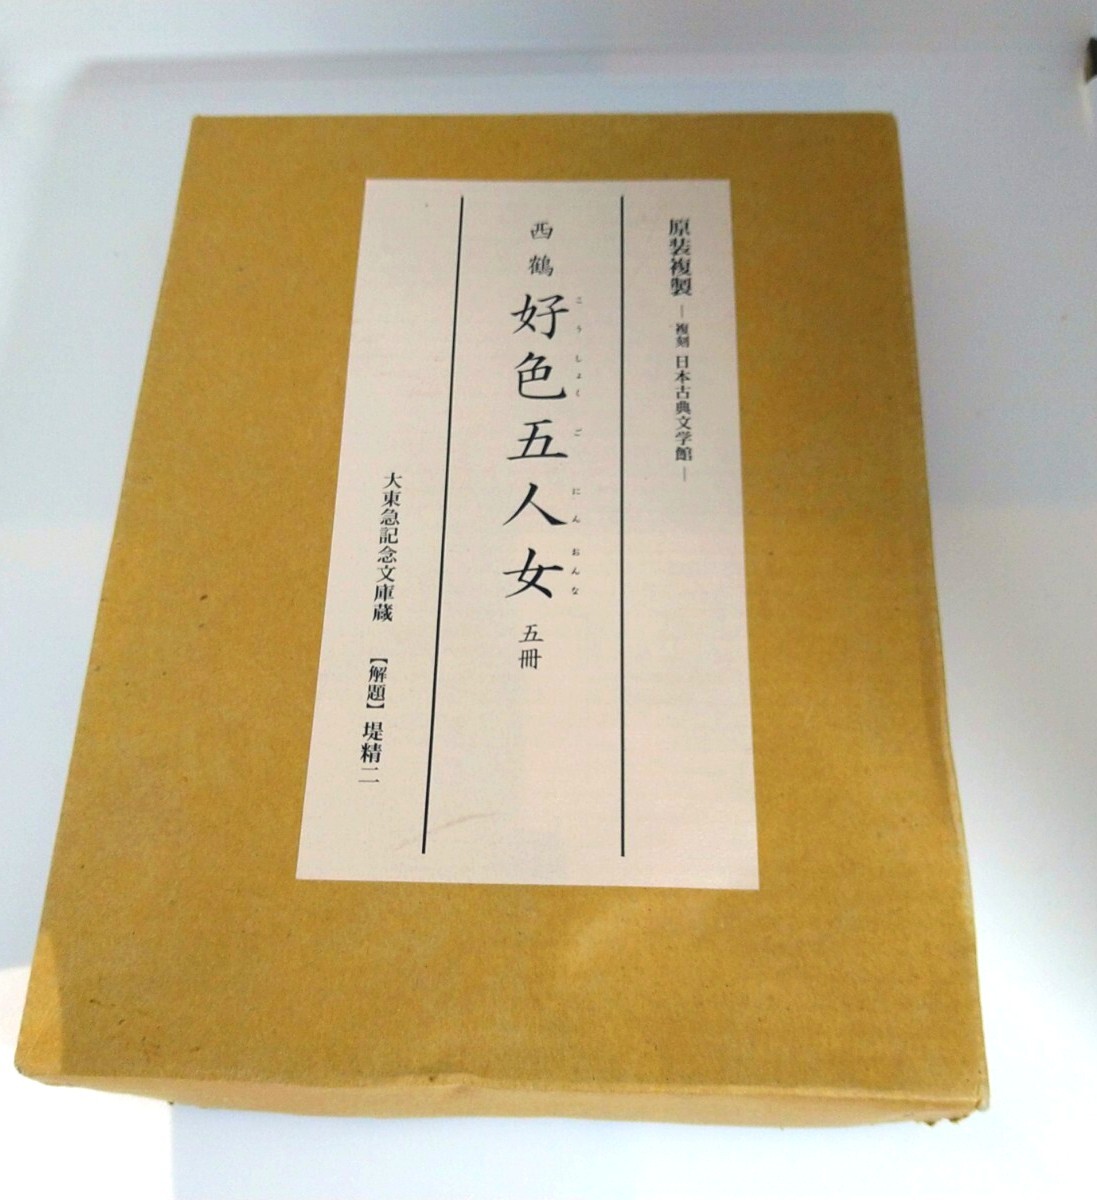 原装複製 ―複刻 日本古典文学館―
西鶴 好色五人女 五冊
こうしょくごにんおんな
大東急記念文庫蔵 【解題】 堤精二